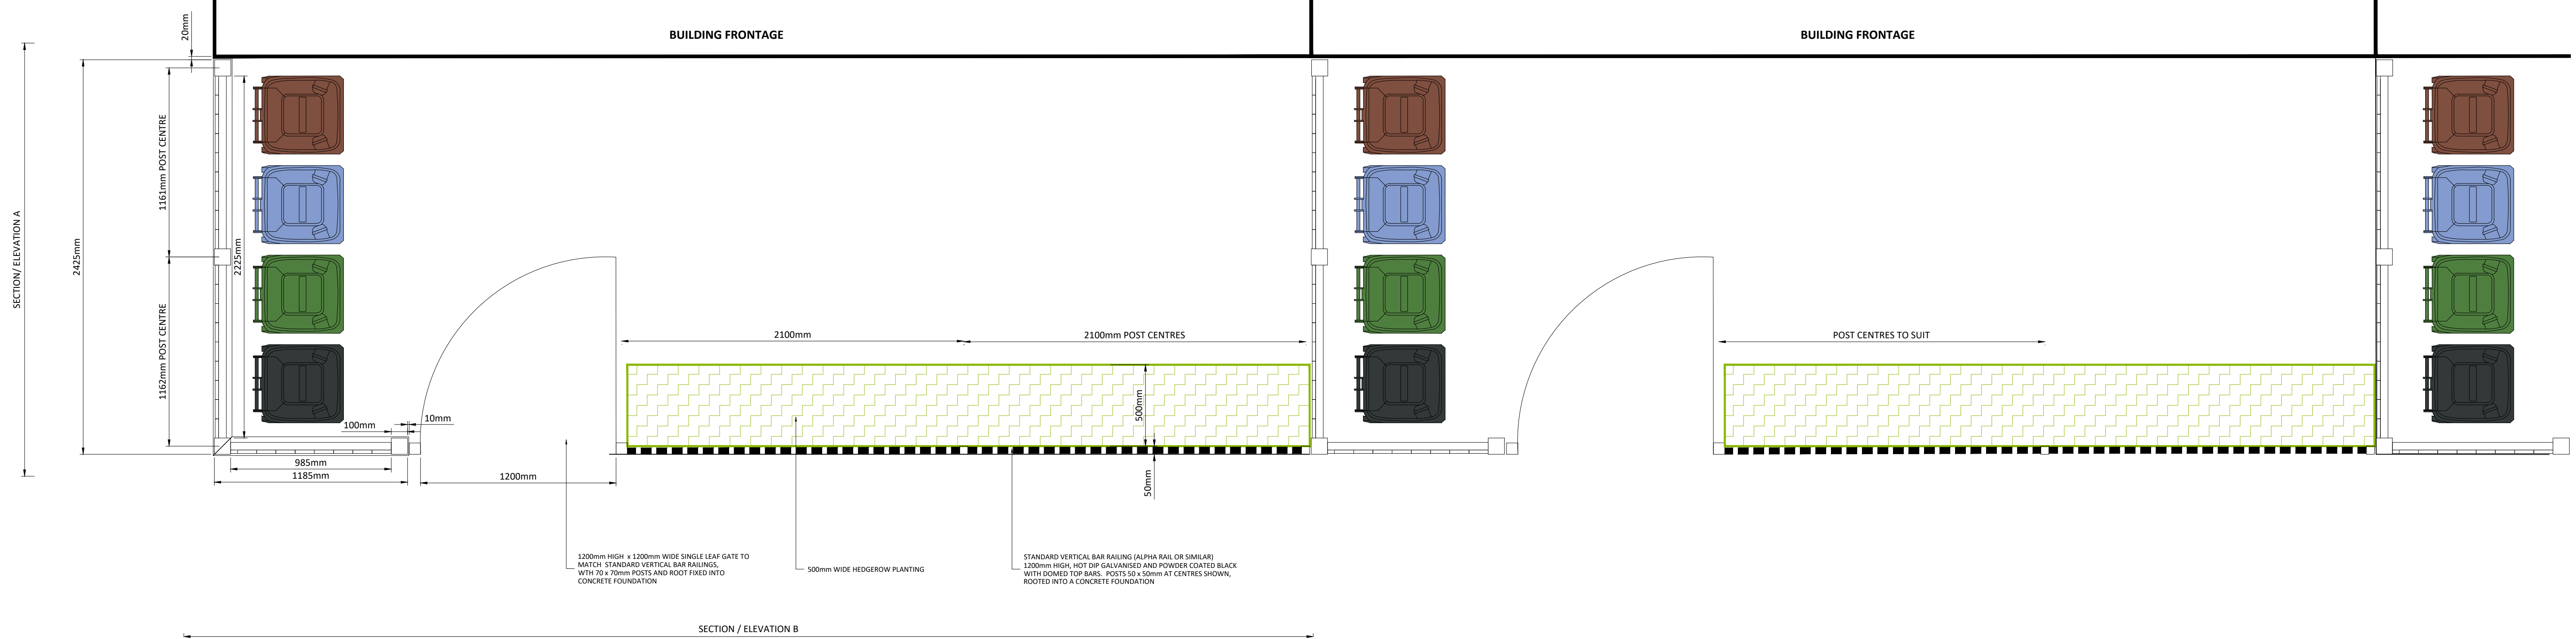 BUILDING FRONTAGE
BUILDING FRONTAGE
20mm
SECTION/ ELEVATION A
2425mm
1161mm POST CENTRE
1162mm POST CENTRE
2225mm
2100mm
2100mm POST CENTRES
POST CENTRES TO SUIT
500mm
100mm
10mm
985mm
1185mm
1200mm
50mm
1200mm HIGH x 1200mm WIDE SINGLE LEAF GATE TO
MATCH STANDARD VERTICAL BAR RAILINGS,
WTH 70 x 70mm POSTS AND ROOT FIXED INTO
CONCRETE FOUNDATION
500mm WIDE HEDGEROW PLANTING
STANDARD VERTICAL BAR RAILING (ALPHA RAIL OR SIMILAR)
1200mm HIGH, HOT DIP GALVANISED AND POWDER COATED BLACK
WITH DOMED TOP BARS. POSTS 50 x 50mm AT CENTRES SHOWN,
ROOTED INTO A CONCRETE FOUNDATION
SECTION / ELEVATION B